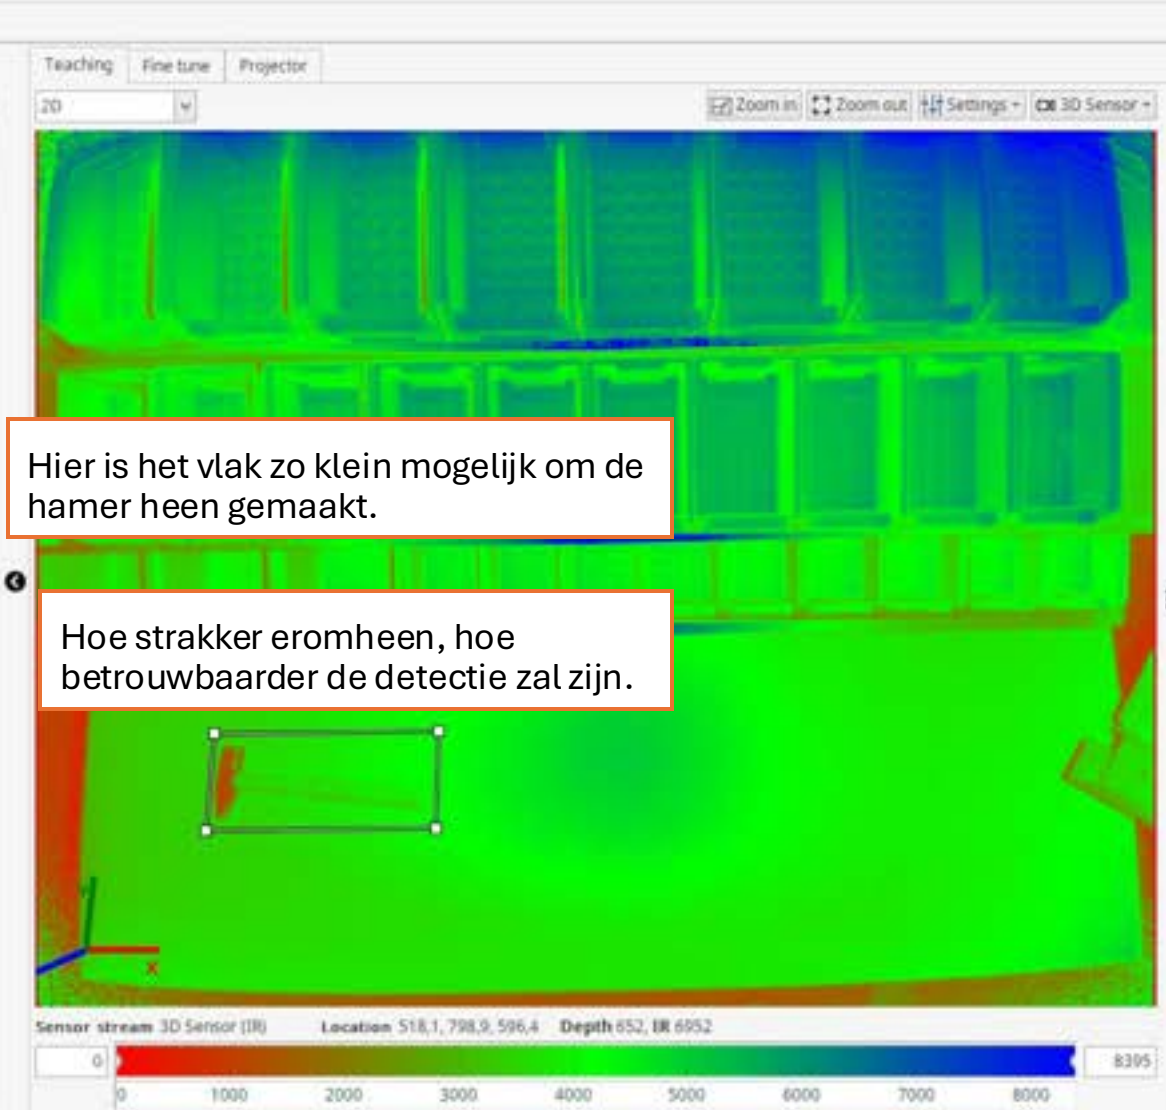 Teaching Fine tune Projector
2D Zoom in Zoom out Settings 3D Sensor
Hier is het vlak zo klein mogelijk om de
hamer heen gemaakt.
Hoe strakker eromheen, hoe
betrouwbaarder de detectie zal zijn.
X
Sensor stream 3D Sensor (IR) Location 518,1, 798,9, 596,4 Depth 652, IR 6952
0 8395
0 1000 2000 3000 4000 5000 6000 7000 8000